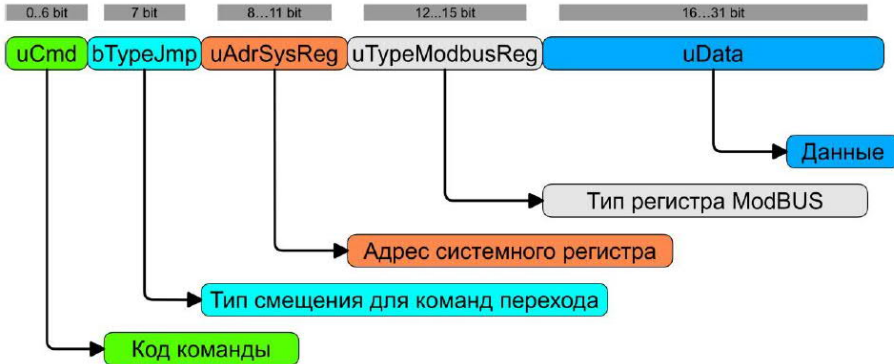 0..6 bit 7 bit 8...11 bit 12...15 bit 16...31 bit
uCmd bTypeJmp uAdrSysReg uTypeModbusReg uData
Данные
Тип регистра ModBUS
Адрес системного регистра
Тип смещения для команд перехода
Код команды